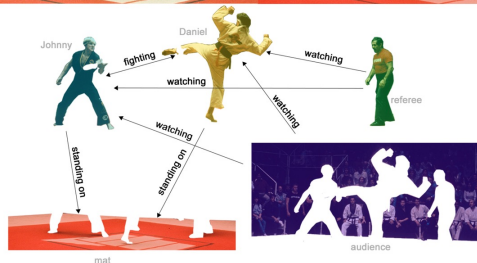 Daniel
Johnny
fighting
watching
watching
referee
watching
watching
standing on
standing on
audience
mat